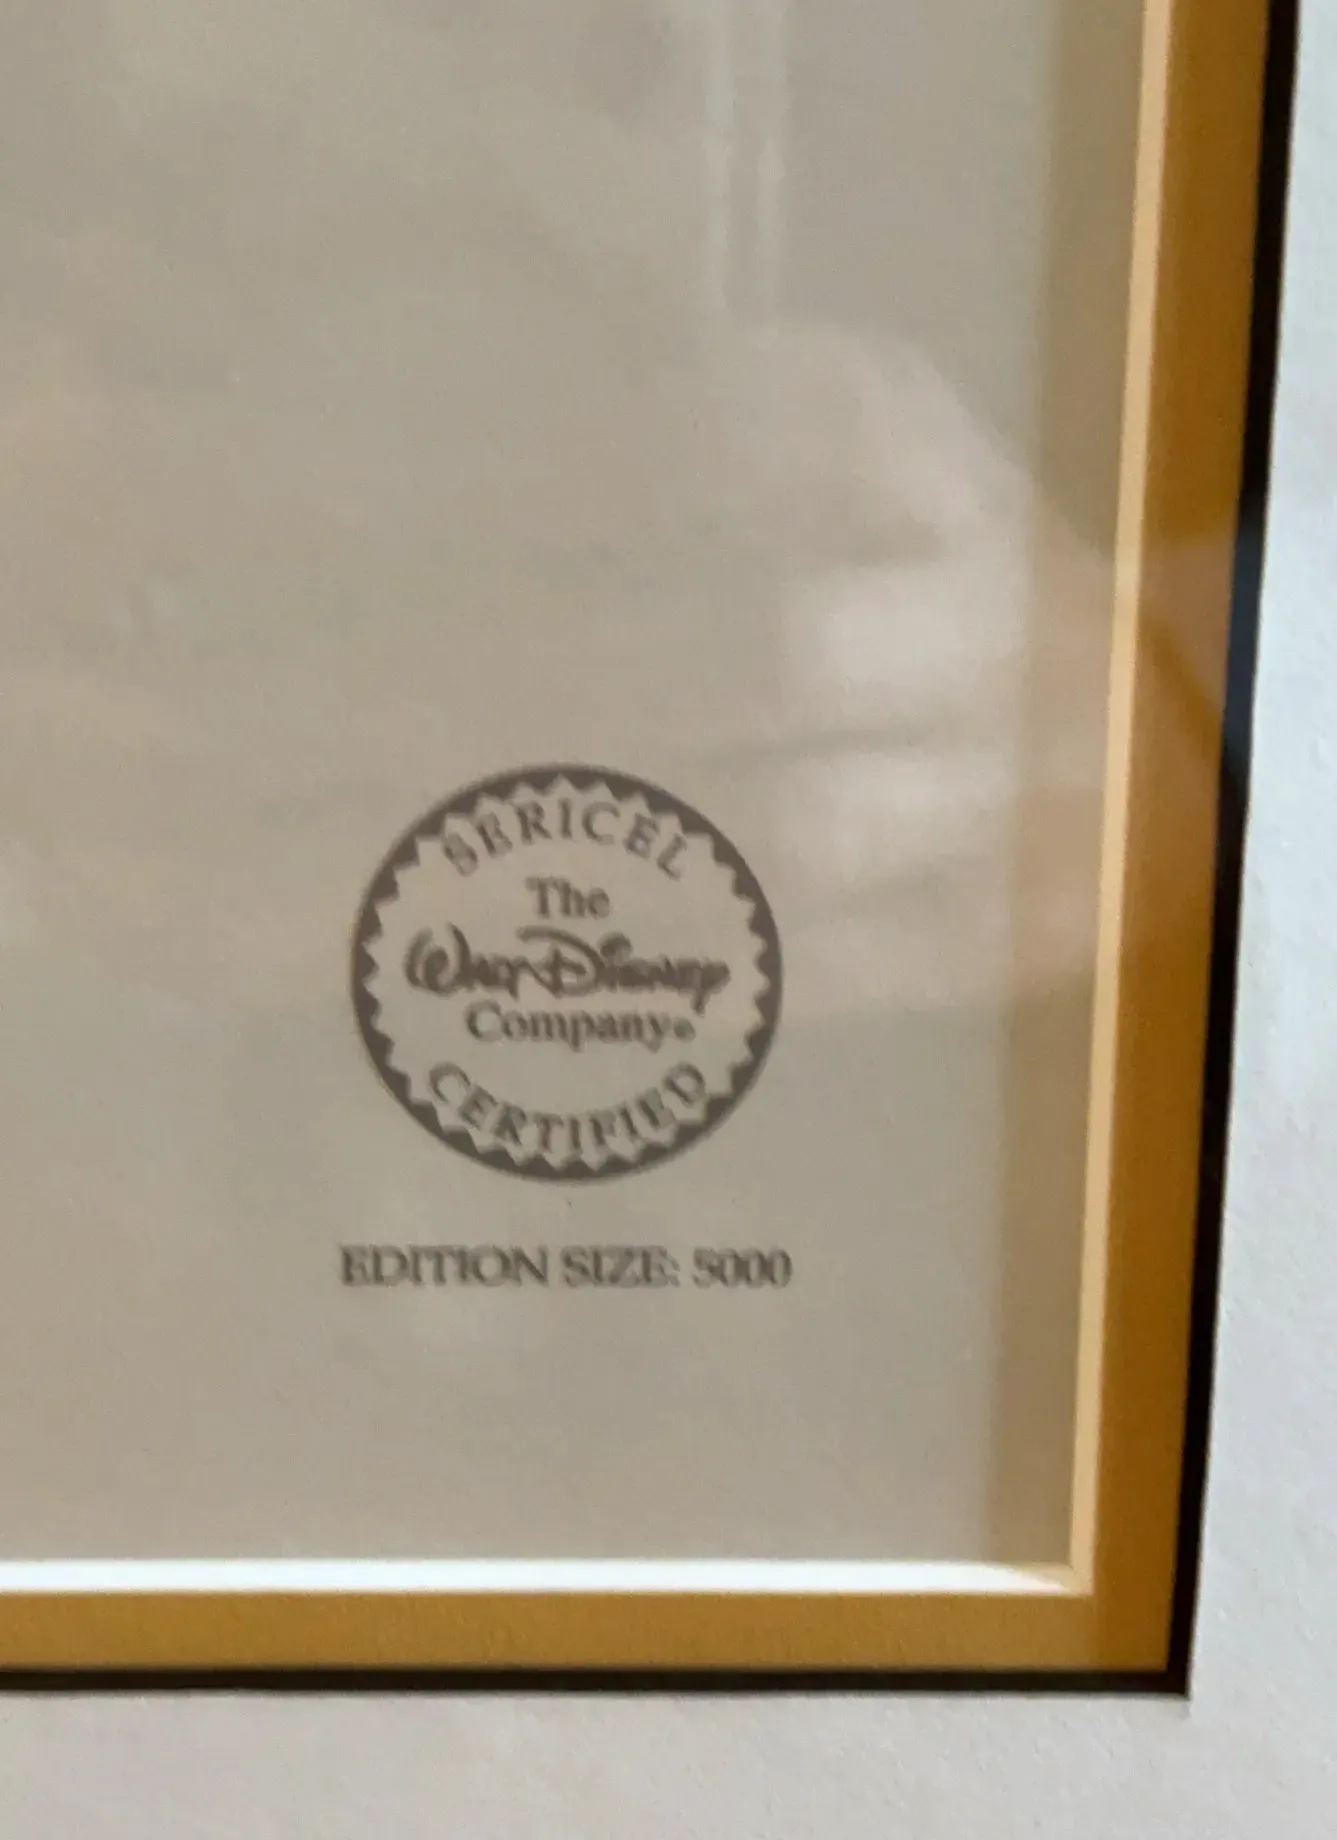 SERICEL
The
Walt Disney
Company®
CERTIFIED
EDITION SIZE: 5000